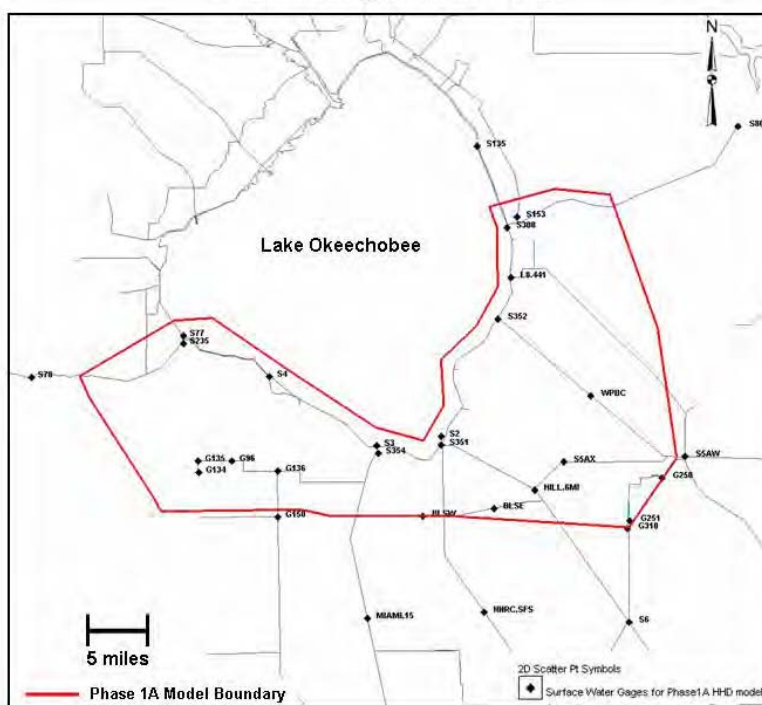 N
S135
S153
S308
Lake Okeechobee
L8.441
S352
S77
S235
S78
S4
WPBC
S2
S3
S351
S354
G135
G96
G134
G136
S5AX
S5AW
G258
HILL.6MI
BLSE
BLSW
G150
G251
G310
MIAMI.15
NNRC.SFS
S6
5 miles
2D Scatter Pt Symbols
Surface Water Gages for Phase1A HHD model
Phase 1A Model Boundary